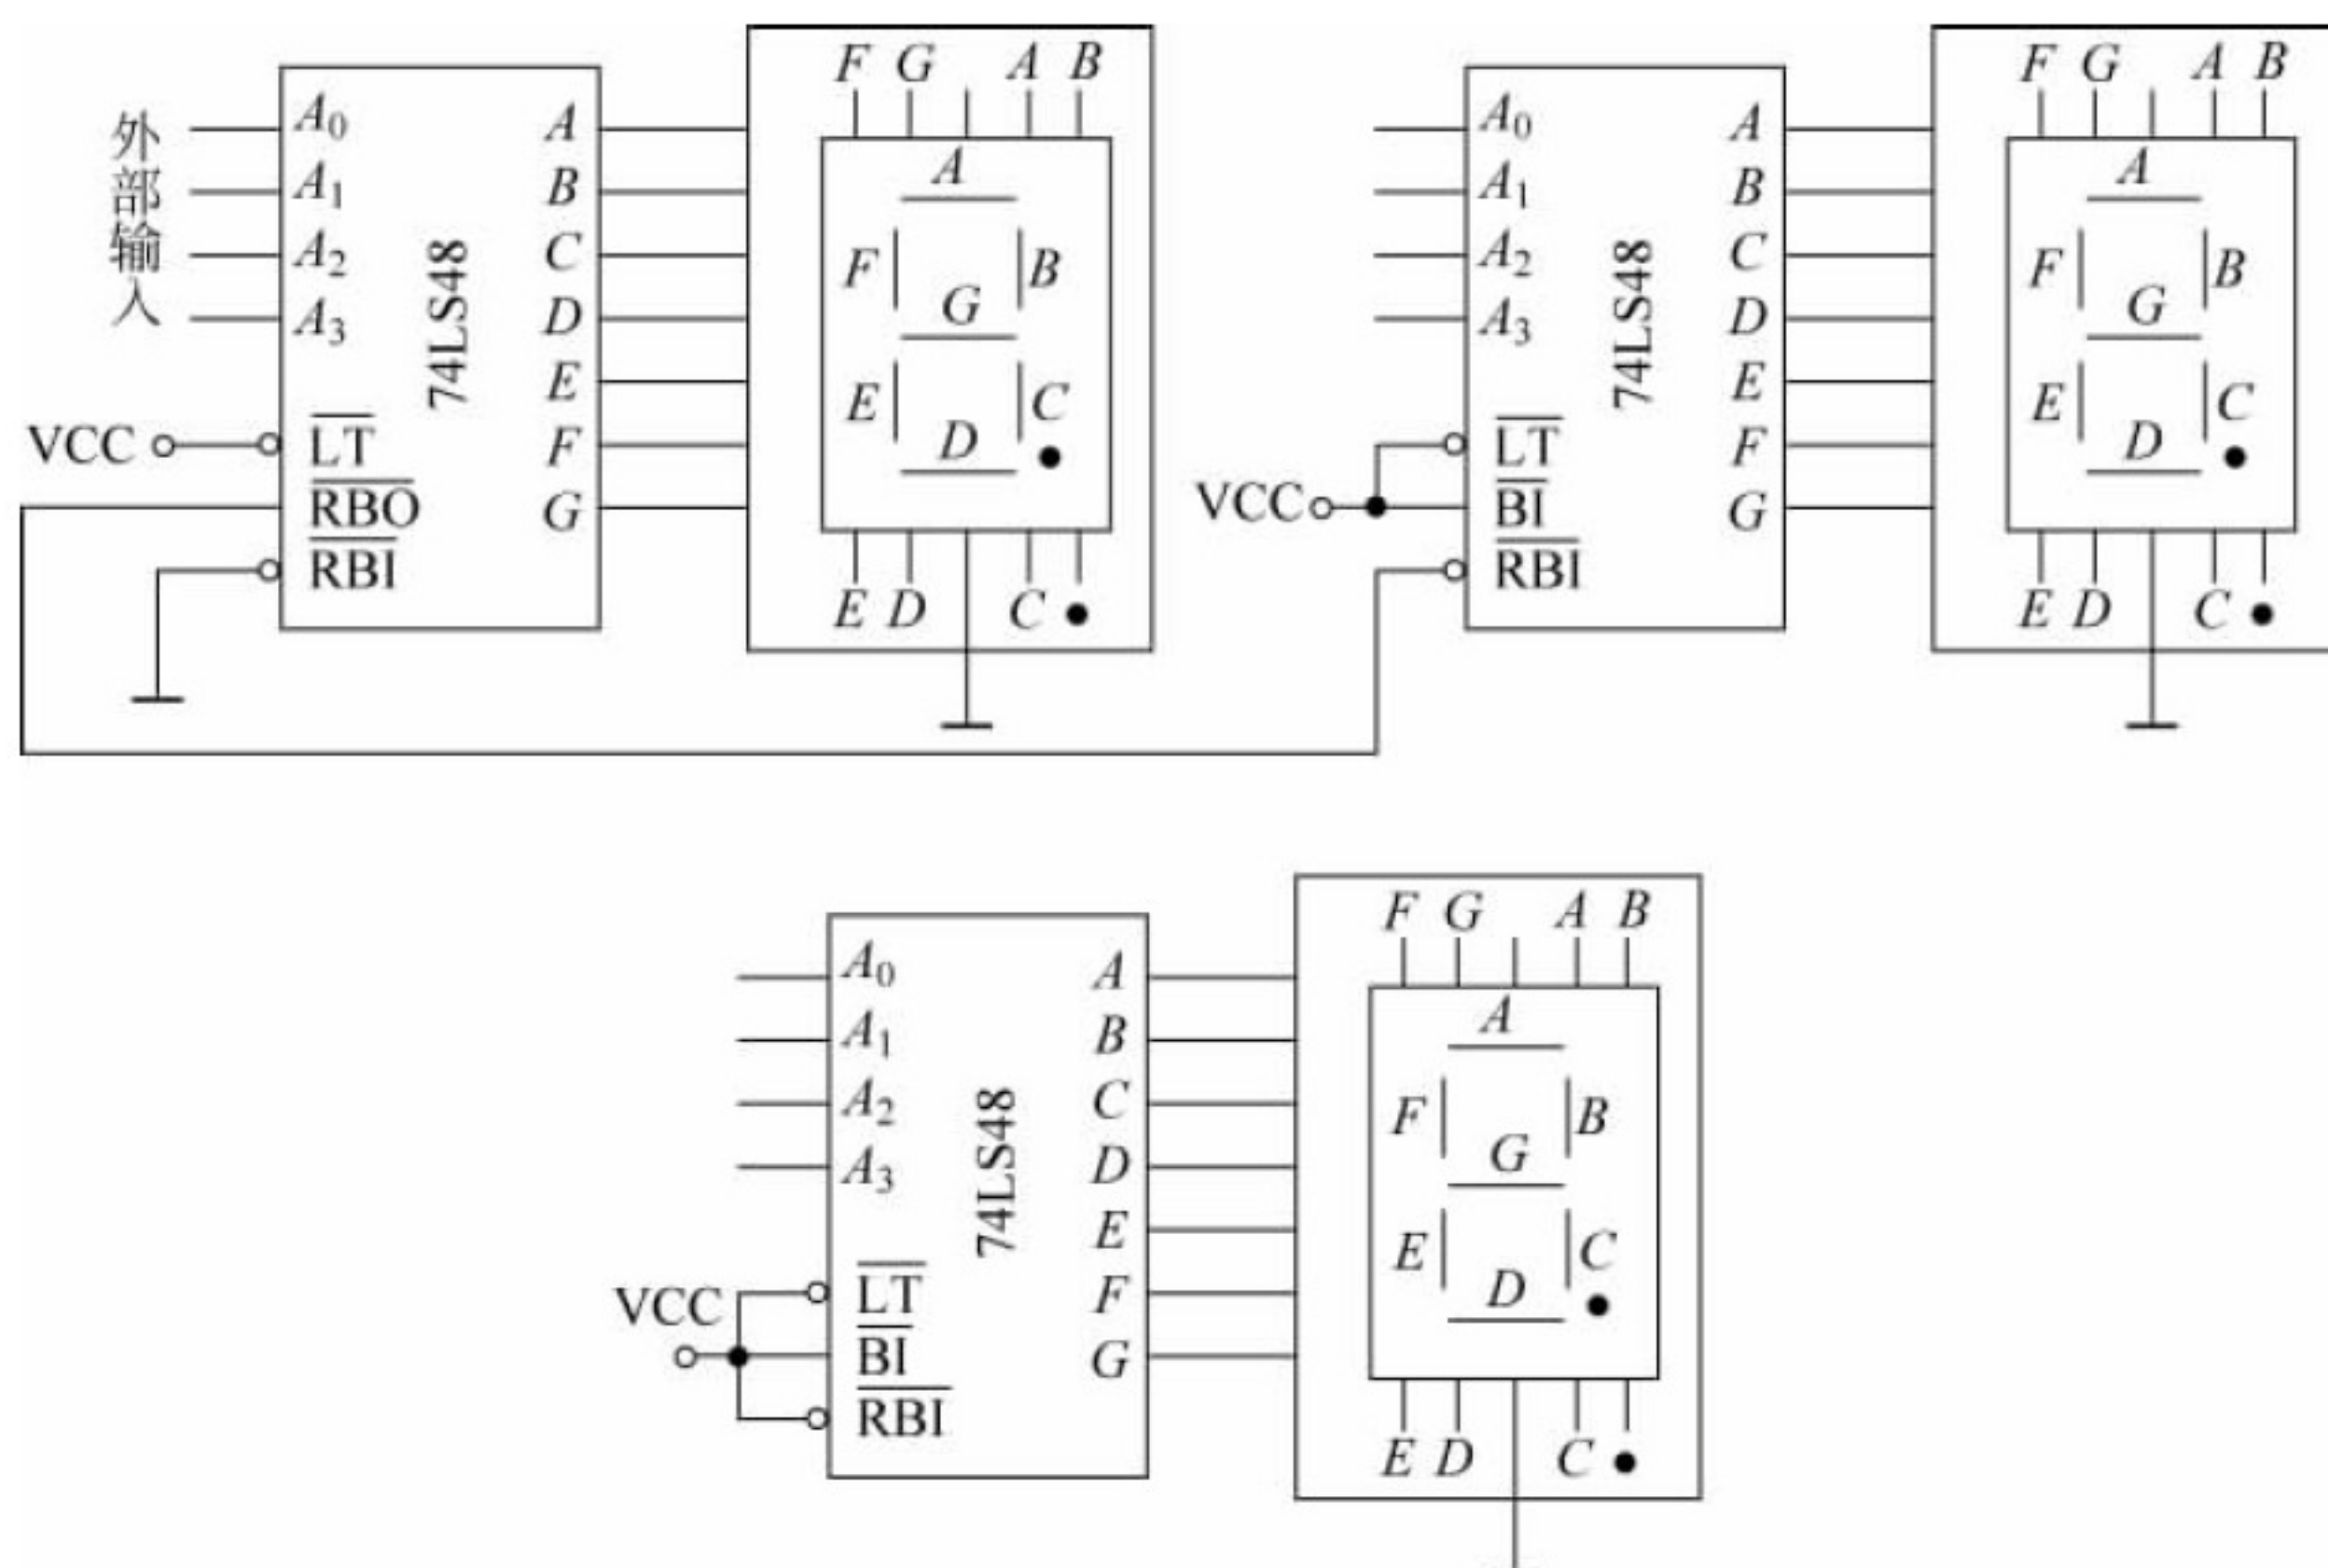 F G A B
外部输入
A0 A
A1 B
A2 C
A3 D
E
VCC LT F
RBO G
RBI
74LS48
A
F B
G
E C
D
E D C
F G A B
A0 A
A1 B
A2 C
A3 D
E
LT F
VCC BI G
RBI
74LS48
A
F B
G
E C
D
E D C
F G A B
A0 A
A1 B
A2 C
A3 D
E
VCC LT F
BI G
RBI
74LS48
A
F B
G
E C
D
E D C